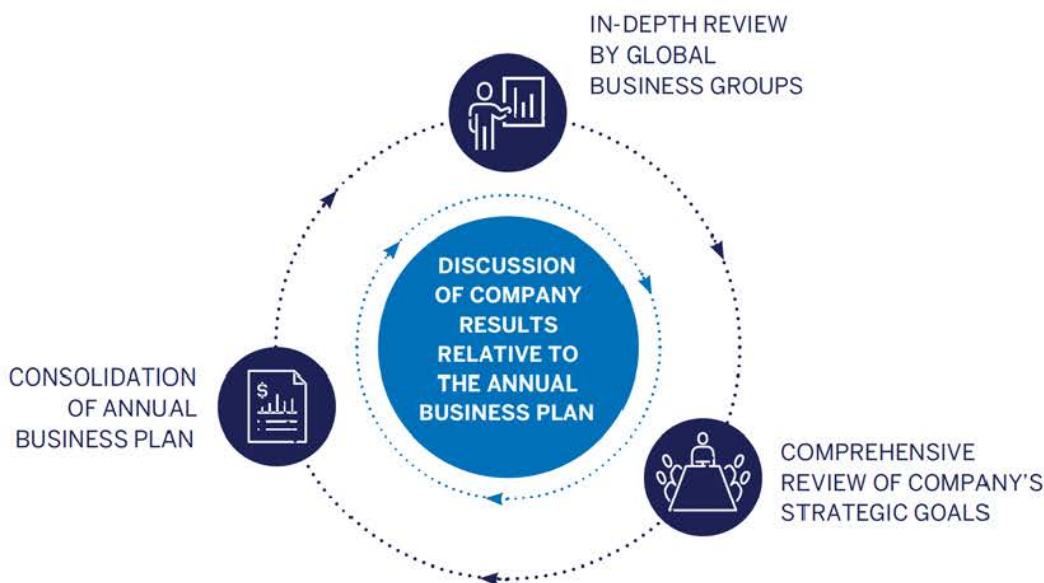 IN-DEPTH REVIEW
BY GLOBAL
BUSINESS GROUPS
DISCUSSION
OF COMPANY
RESULTS
RELATIVE TO
THE ANNUAL
BUSINESS PLAN
CONSOLIDATION
OF ANNUAL
BUSINESS PLAN
$
COMPREHENSIVE
REVIEW OF COMPANY’S
STRATEGIC GOALS